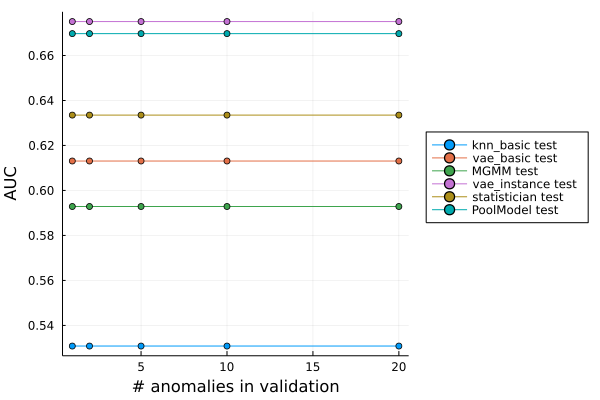 AUC
0.66
0.64
0.62
0.60
0.58
0.56
0.54
5
10
15
20
# anomalies in validation
knn_basic test
vae_basic test
MGMM test
vae_instance test
statistician test
PoolModel test